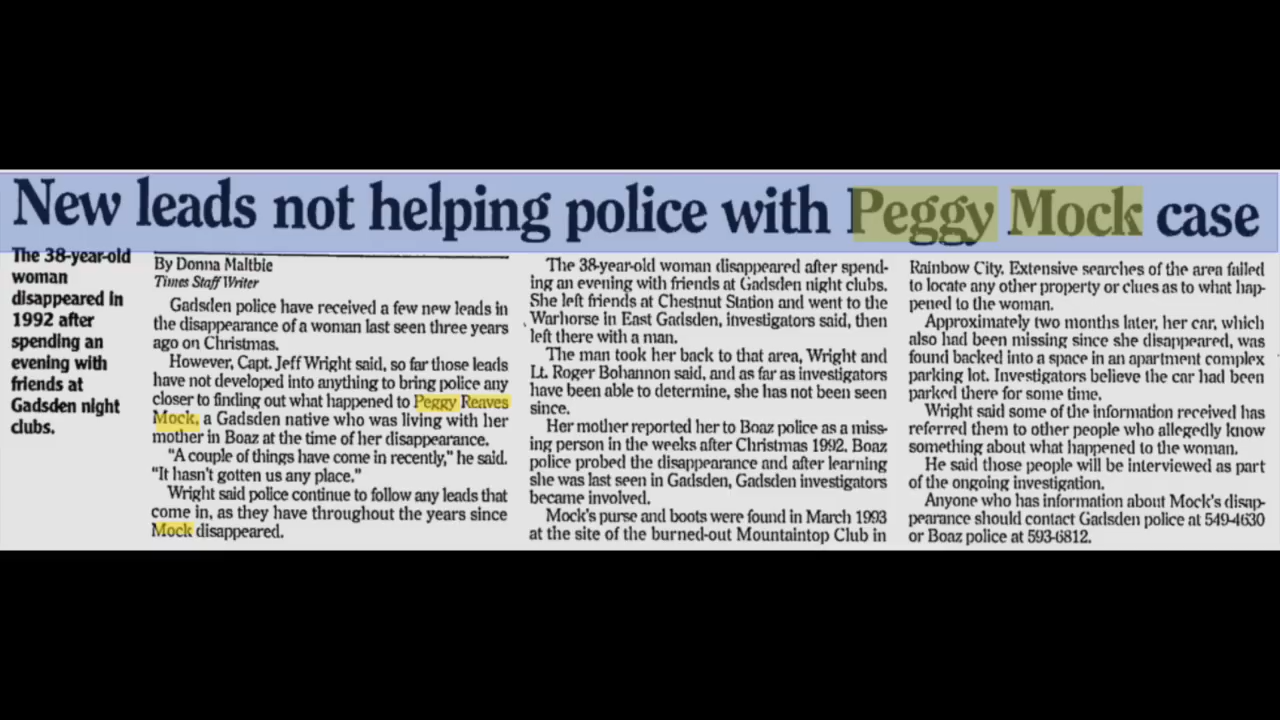 New leads not helping police with Peggy Mock case
The 38-year-old
woman
disappeared in
1992 after
spending an
evening with
friends at
Gadsden night
clubs.
By Donna Maltbie
Times Staff Writer
Gadsden police have received a few new leads in
the disappearance of a woman last seen three years
ago on Christmas.
However, Capt. Jeff Wright said, so far those leads
have not developed into anything to bring police any
closer to finding out what happened to Peggy Reaves
Mock, a Gadsden native who was living with her
mother in Boaz at the time of her disappearance.
"A couple of things have come in recently," he said.
"It hasn't gotten us any place."
Wright said police continue to follow any leads that
come in, as they have throughout the years since
Mock disappeared.
The 38-year-old woman disappeared after spend-
ing an evening with friends at Gadsden night clubs.
She left friends at Chestnut Station and went to the
Warhorse in East Gadsden, investigators said, then
left there with a man.
The man took her back to that area, Wright and
Lt. Roger Bohannon said, and as far as investigators
have been able to determine, she has not been seen
since.
Her mother reported her to Boaz police as a miss-
ing person in the weeks after Christmas 1992. Boaz
police probed the disappearance and after learning
she was last seen in Gadsden, Gadsden investigators
became involved.
Mock's purse and boots were found in March 1993
at the site of the burned-out Mountaintop Club in
Rainbow City. Extensive searches of the area failed
to locate any other property or clues as to what hap-
pened to the woman.
Approximately two months later, her car, which
also had been missing since she disappeared, was
found backed into a space in an apartment complex
parking lot. Investigators believe the car had been
parked there for some time.
Wright said some of the information received has
referred them to other people who allegedly know
something about what happened to the woman.
He said those people will be interviewed as part
of the ongoing investigation.
Anyone who has information about Mock's disap-
pearance should contact Gadsden police at 549-4630
or Boaz police at 593-6812.